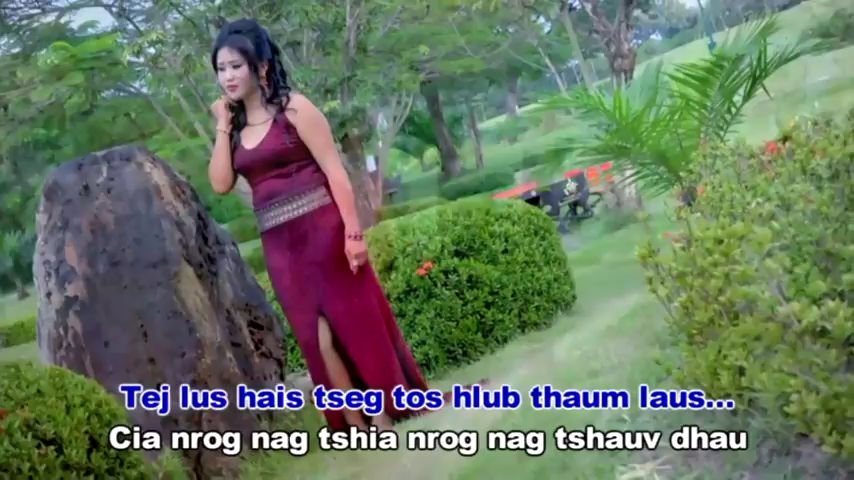 Tej lus hais tseg tos hlub thaum laus...
Cia nrog nag tshia nrog nag tshauv dhau